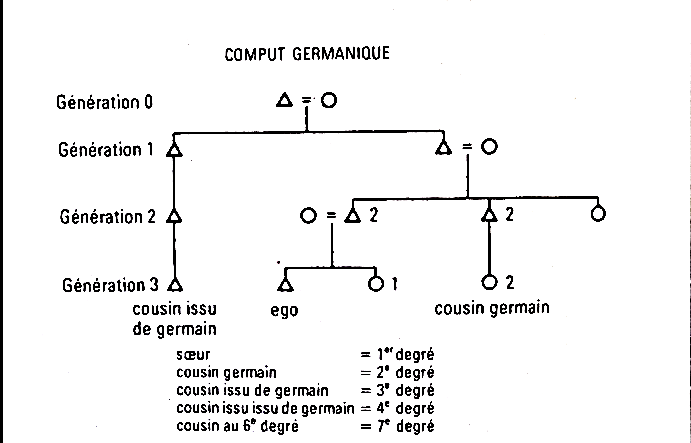 COMPUT GERMANIQUE
Génération 0
=
Génération 1
=
Génération 2
= 2 2
Génération 3
1 2
cousin issu de germain
ego
cousin germain
sœur = 1er degré
cousin germain = 2e degré
cousin issu de germain = 3e degré
cousin issu issu de germain = 4e degré
cousin au 6e degré = 7e degré